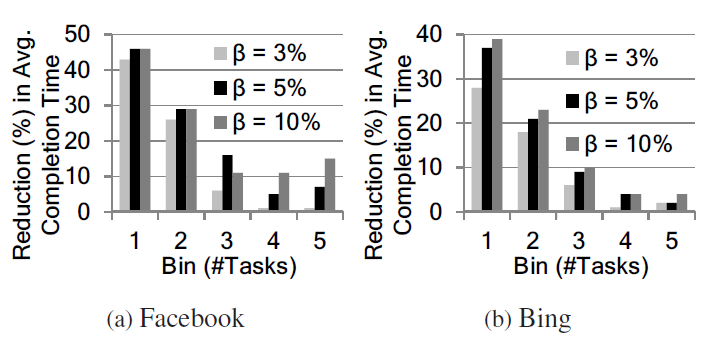 Reduction (%) in Avg.
Completion Time
50
40
30
20
10
0
β = 3%
β = 5%
β = 10%
1 2 3 4 5
Bin (#Tasks)
(a) Facebook
Reduction (%) in Avg.
Completion Time
40
30
20
10
0
β = 3%
β = 5%
β = 10%
1 2 3 4 5
Bin (#Tasks)
(b) Bing